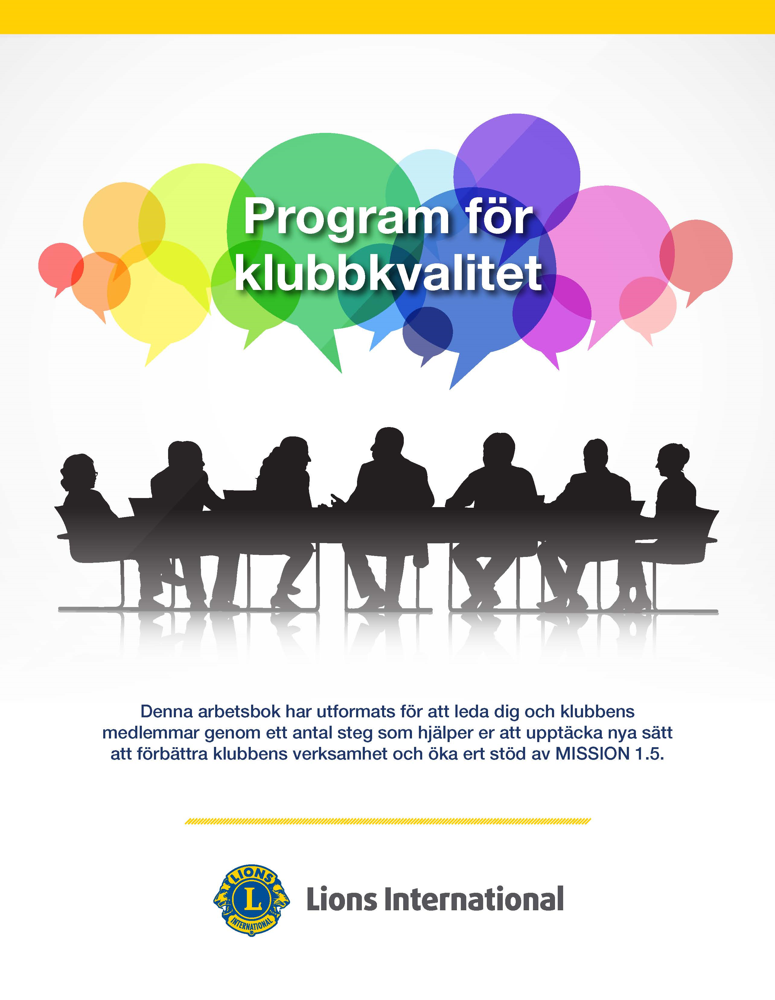 Program för
klubbkvalitet
Denna arbetsbok har utformats för att leda dig och klubbens
medlemmar genom ett antal steg som hjälper er att upptäcka nya sätt
att förbättra klubbens verksamhet och öka ert stöd av MISSION 1.5.
LIONS
L
INTERNATIONAL
®
Lions International